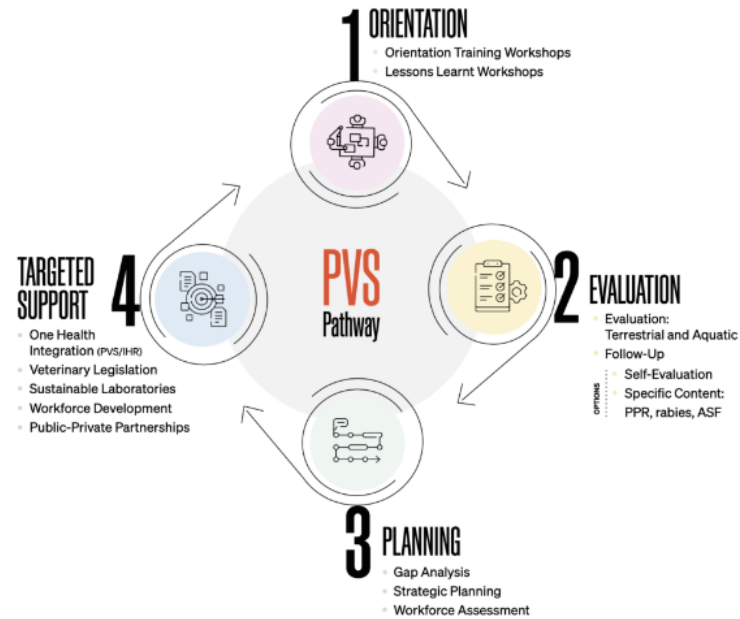 1 ORIENTATION
Orientation Training Workshops
Lessons Learnt Workshops
PVS
Pathway
2 EVALUATION
Evaluation:
Terrestrial and Aquatic
Follow-Up
OPTIONS
Self-Evaluation
Specific Content:
PPR, rabies, ASF
3 PLANNING
Gap Analysis
Strategic Planning
Workforce Assessment
TARGETED
SUPPORT 4
One Health
Integration (PVS/IHR)
Veterinary Legislation
Sustainable Laboratories
Workforce Development
Public-Private Partnerships